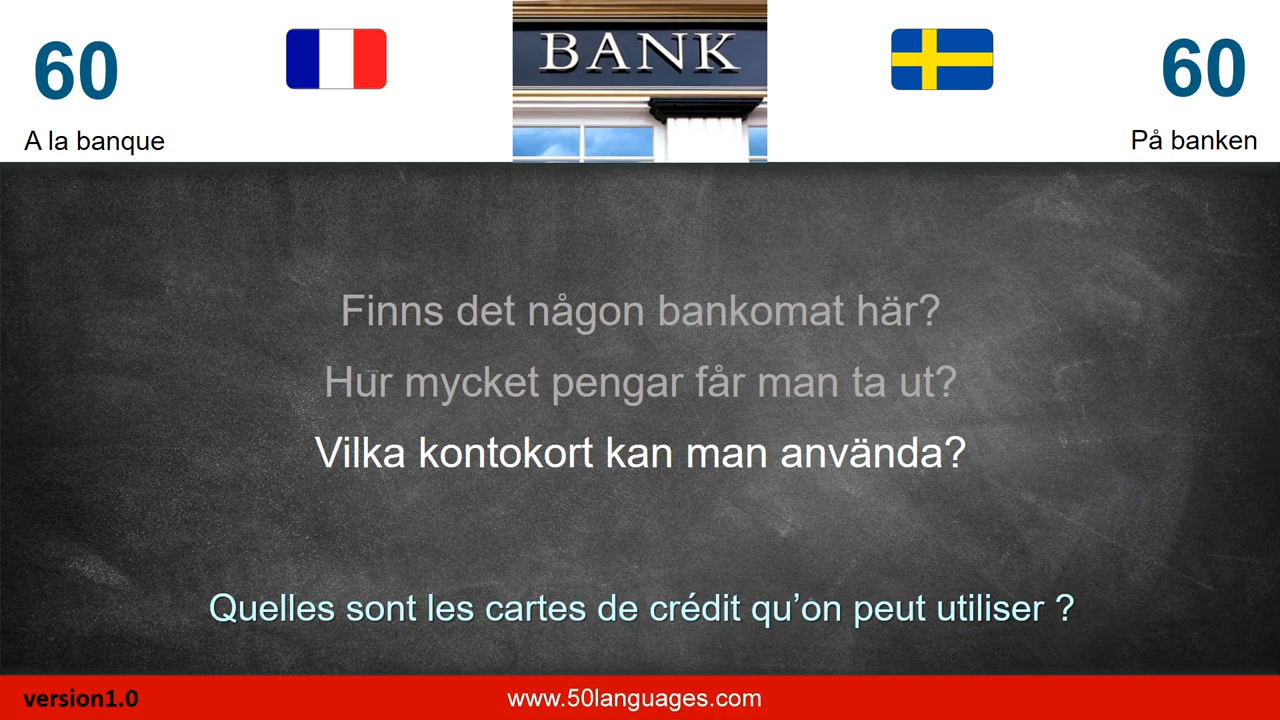 60
BANK
60
A la banque
På banken
Finns det någon bankomat här?
Hur mycket pengar får man ta ut?
Vilka kontokort kan man använda?
Quelles sont les cartes de crédit qu’on peut utiliser ?
version1.0
www.50languages.com